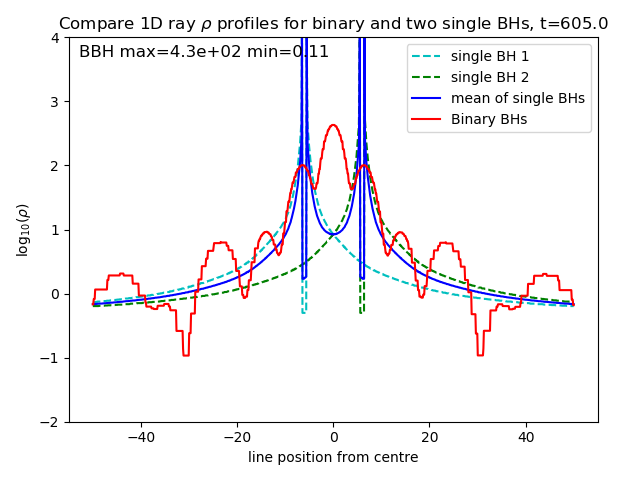 Compare 1D ray ρ profiles for binary and two single BHs, t=605.0
BBH max=4.3e+02 min=0.11
single BH 1
single BH 2
mean of single BHs
Binary BHs
4
3
2
1
0
−1
−2
log₁₀(ρ)
−40 −20 0 20 40
line position from centre